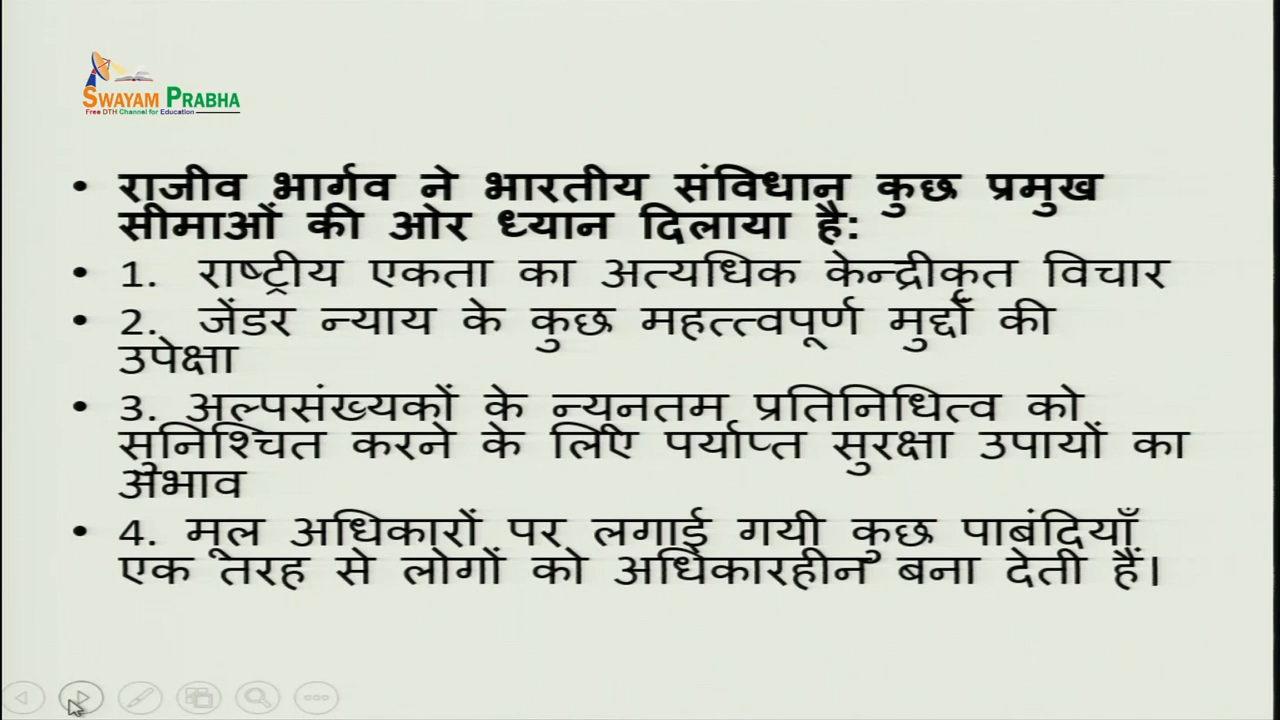 SWAYAM PRABHA
Free DTH Channel for Education
• राजीव भार्गव ने भारतीय संविधान कुछ प्रमुख
सीमाओं की ओर ध्यान दिलाया है:
• 1. राष्ट्रीय एकता का अत्यधिक केन्द्रीकृत विचार
• 2. जेंडर न्याय के कुछ महत्त्वपूर्ण मुद्दों की
उपेक्षा
• 3. अल्पसंख्यकों के न्यूनतम प्रतिनिधित्व को
सुनिश्चित करने के लिए पर्याप्त सुरक्षा उपायों का
अभाव
• 4. मूल अधिकारों पर लगाई गयी कुछ पाबंदियाँ
एक तरह से लोगों को अधिकारहीन बना देती हैं।